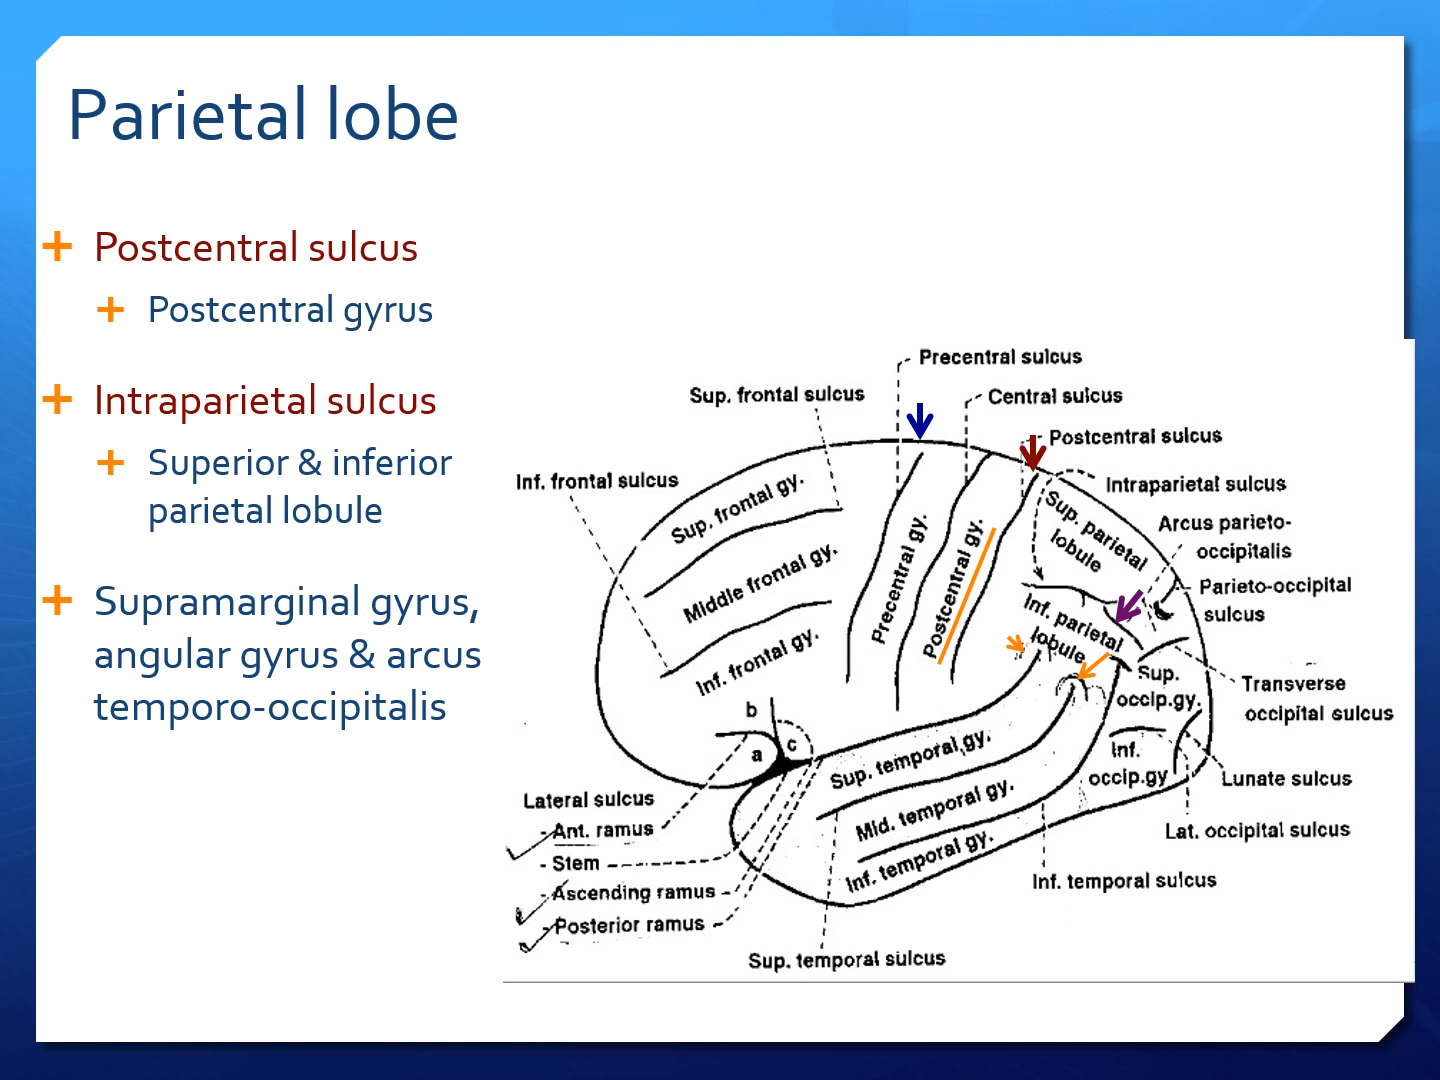 Parietal lobe
Postcentral sulcus
Postcentral gyrus
Intraparietal sulcus
Superior & inferior
parietal lobule
Supramarginal gyrus,
angular gyrus & arcus
temporo-occipitalis
Precentral sulcus
Sup. frontal sulcus
Central sulcus
Postcentral sulcus
Inf. frontal sulcus
Intraparietal sulcus
Arcus parieto-
occipitalis
Parieto-occipital
sulcus
Sup. frontal gy.
Middle frontal gy.
Inf. frontal gy.
Precentral gy.
Postcentral gy.
Sup. parietal
lobule
Inf. parietal
lobule
Sup.
occip.gy.
Transverse
occipital sulcus
b
a
c
Inf.
occip.gy
Sup. temporal gy.
Mid. temporal gy.
Inf. temporal gy.
Lunate sulcus
Lateral sulcus
- Ant. ramus
- Stem
- Ascending ramus
- Posterior ramus
Lat. occipital sulcus
Inf. temporal sulcus
Sup. temporal sulcus